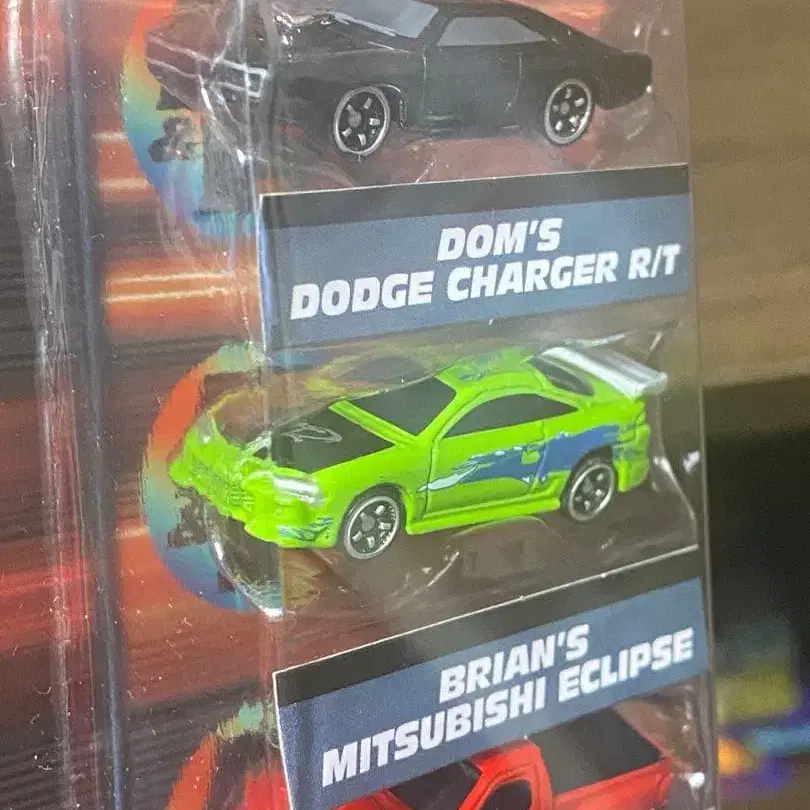 DOM'S
DODGE CHARGER R/T
BRIAN'S
MITSUBISHI ECLIPSE